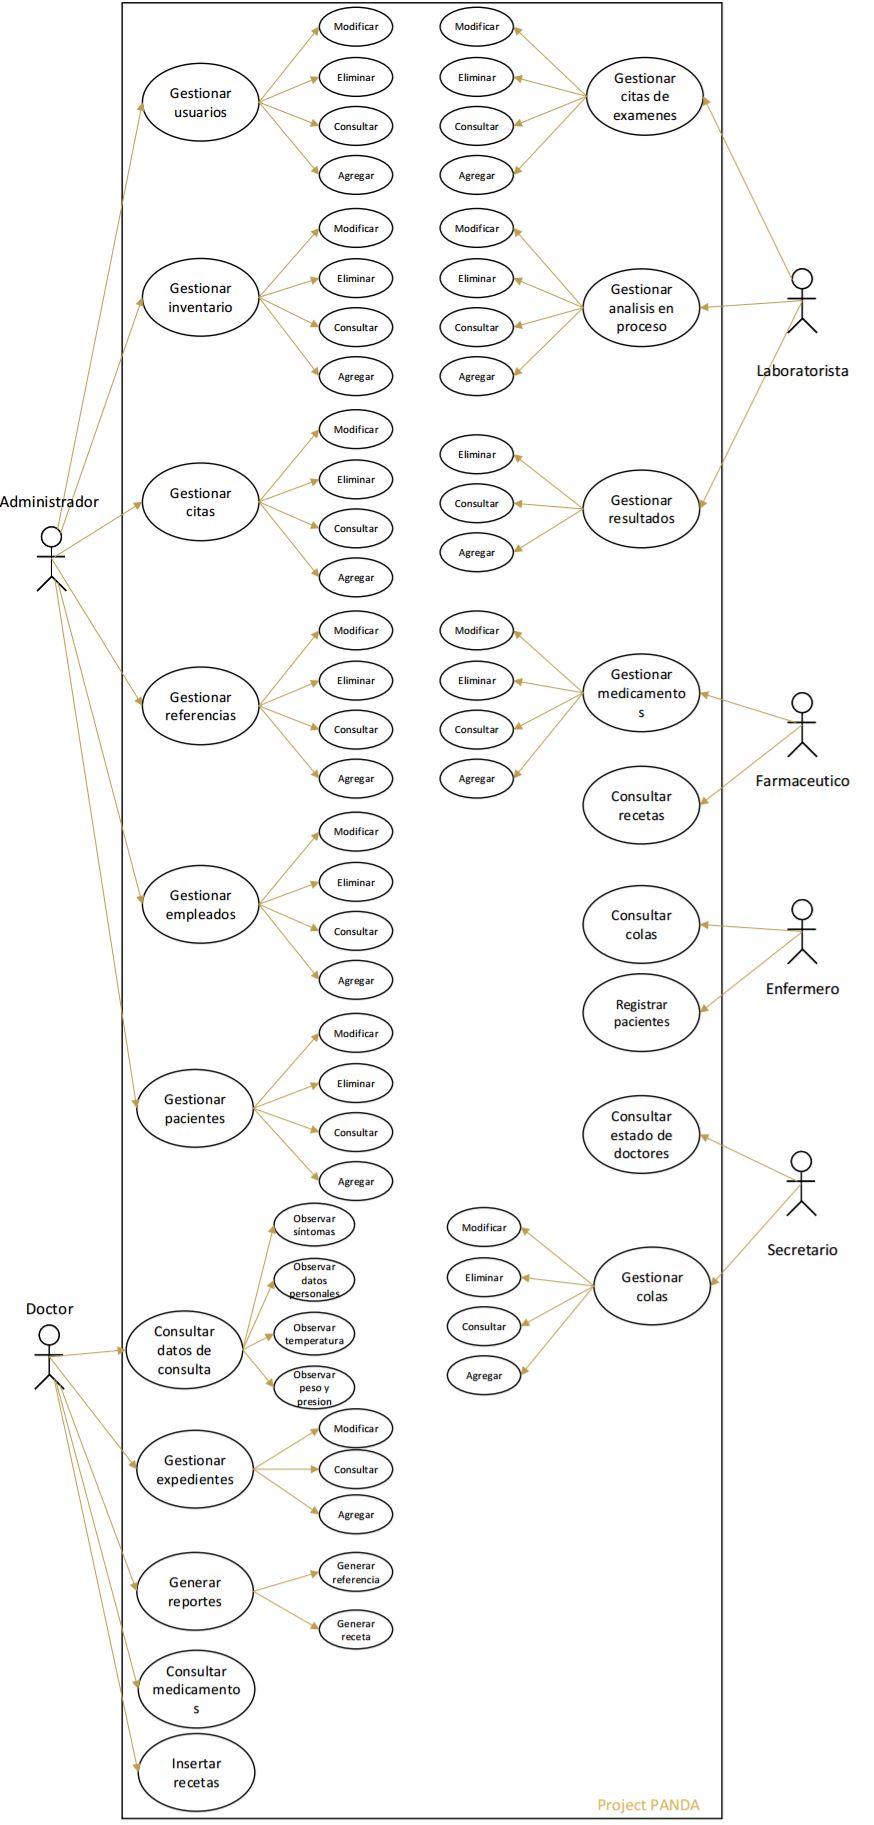 Modificar
Gestionar
usuarios
Eliminar
Consultar
Agregar
Modificar
Gestionar
inventario
Eliminar
Consultar
Agregar
Administrador
Modificar
Gestionar
citas
Eliminar
Consultar
Agregar
Modificar
Gestionar
referencias
Eliminar
Consultar
Agregar
Modificar
Gestionar
empleados
Eliminar
Consultar
Agregar
Modificar
Gestionar
pacientes
Eliminar
Consultar
Agregar
Doctor
Consultar
datos de
consulta
Observar
síntomas
Observar
datos
personales
Observar
temperatura
Observar
peso y
presion
Gestionar
expedientes
Modificar
Consultar
Agregar
Generar
reportes
Generar
referencia
Generar
receta
Consultar
medicamento
s
Insertar
recetas
Modificar
Eliminar
Consultar
Agregar
Gestionar
citas de
examenes
Modificar
Eliminar
Consultar
Agregar
Gestionar
analisis en
proceso
Laboratorista
Eliminar
Consultar
Agregar
Gestionar
resultados
Modificar
Eliminar
Consultar
Agregar
Gestionar
medicamento
s
Consultar
recetas
Farmaceutico
Consultar
colas
Registrar
pacientes
Enfermero
Consultar
estado de
doctores
Secretario
Modificar
Eliminar
Consultar
Agregar
Gestionar
colas
Project PANDA